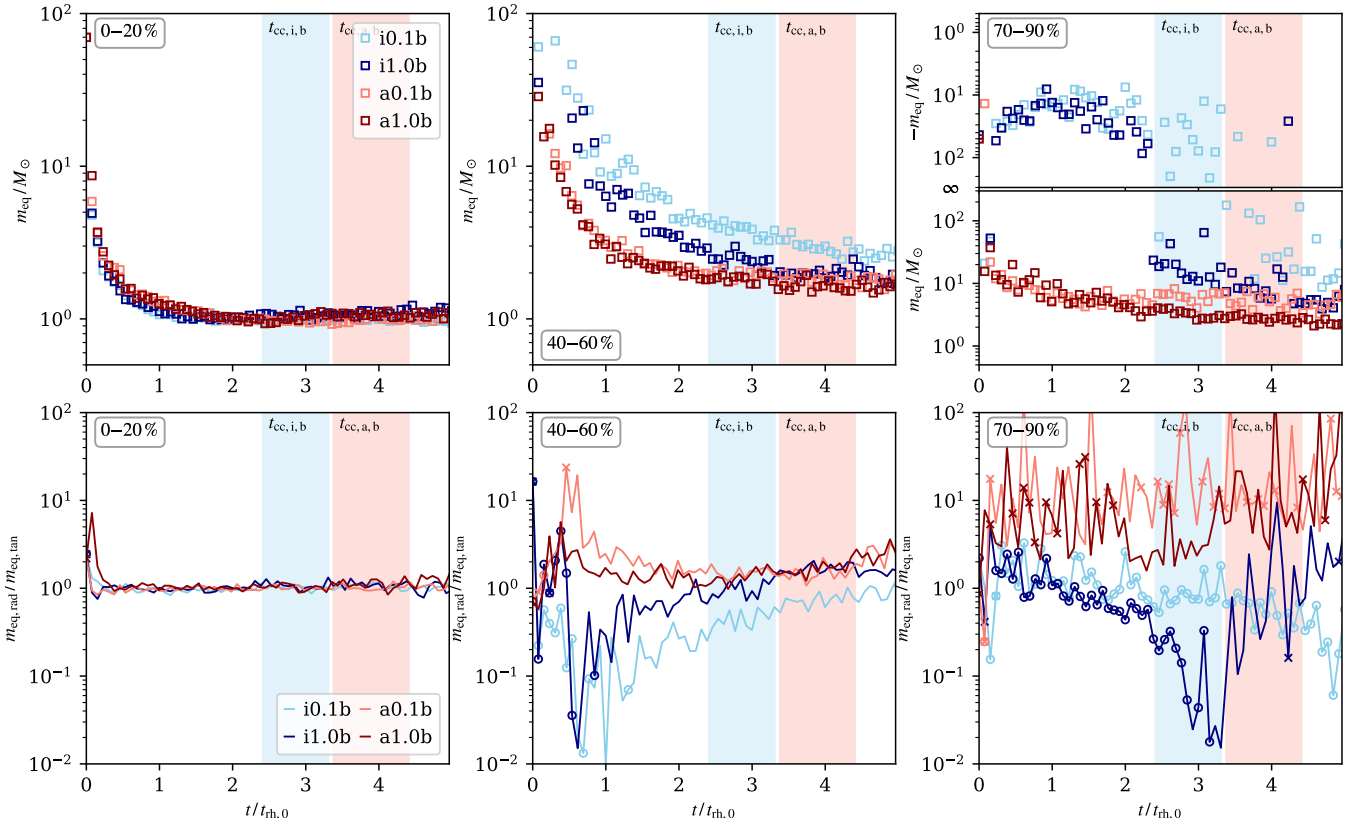 0−20% t_cc,i,b t_cc,a,b
i0.1b
i1.0b
a0.1b
a1.0b
m_eq/M_⊙
10^2
10^1
10^0
0 1 2 3 4
40−60% t_cc,i,b t_cc,a,b
m_eq/M_⊙
10^2
10^1
10^0
0 1 2 3 4
70−90% t_cc,i,b t_cc,a,b
−m_eq/M_⊙
10^0
10^1
10^2
∞
m_eq/M_⊙
10^2
10^1
10^0
0 1 2 3 4
0−20% t_cc,i,b t_cc,a,b
m_eq,rad/m_eq,tan
10^2
10^1
10^0
10^−1
10^−2
i0.1b a0.1b
i1.0b a1.0b
0 1 2 3 4
t/t_rh,0
40−60% t_cc,i,b t_cc,a,b
m_eq,rad/m_eq,tan
10^2
10^1
10^0
10^−1
10^−2
0 1 2 3 4
t/t_rh,0
70−90% t_cc,i,b t_cc,a,b
m_eq,rad/m_eq,tan
10^2
10^1
10^0
10^−1
10^−2
0 1 2 3 4
t/t_rh,0